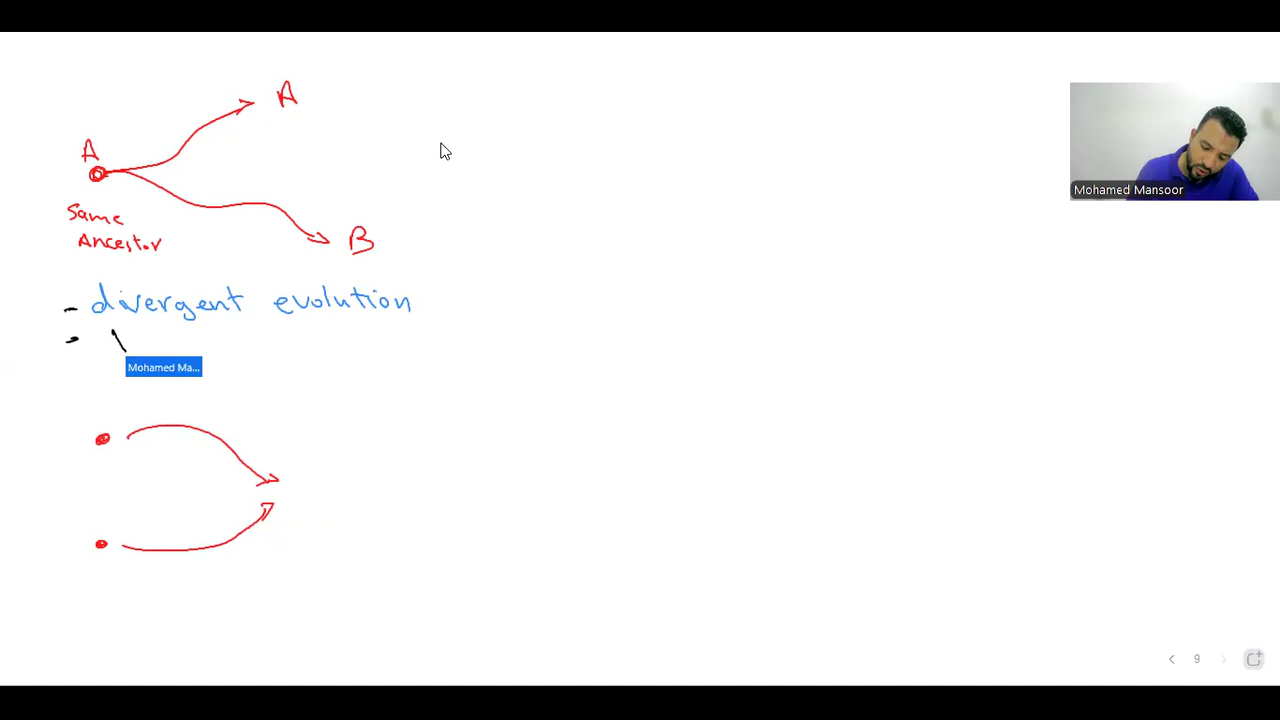 A
A
Same
Ancestor
B
- divergent evolution
-
Mohamed Ma...
Mohamed Mansoor
9